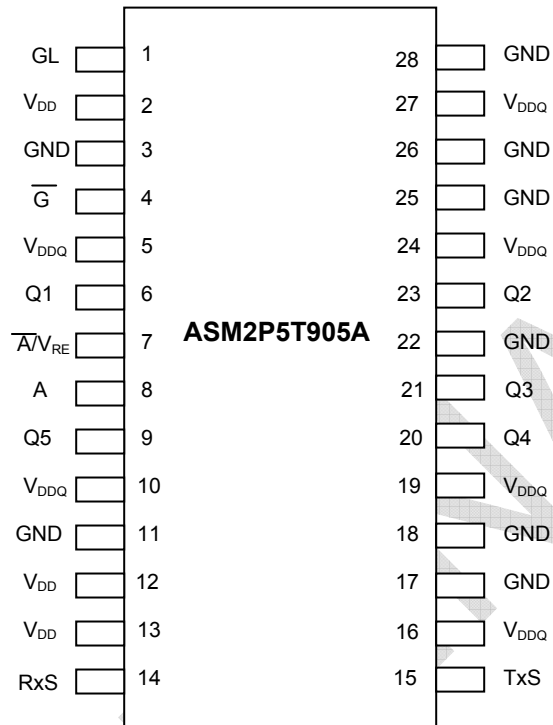 GL 1 28 GND
VDD 2 27 VDDQ
GND 3 26 GND
G̅ 4 25 GND
VDDQ 5 24 VDDQ
Q1 6 23 Q2
A̅/VRE 7 ASM2P5T905A 22 GND
A 8 21 Q3
Q5 9 20 Q4
VDDQ 10 19 VDDQ
GND 11 18 GND
VDD 12 17 GND
VDD 13 16 VDDQ
RxS 14 15 TxS